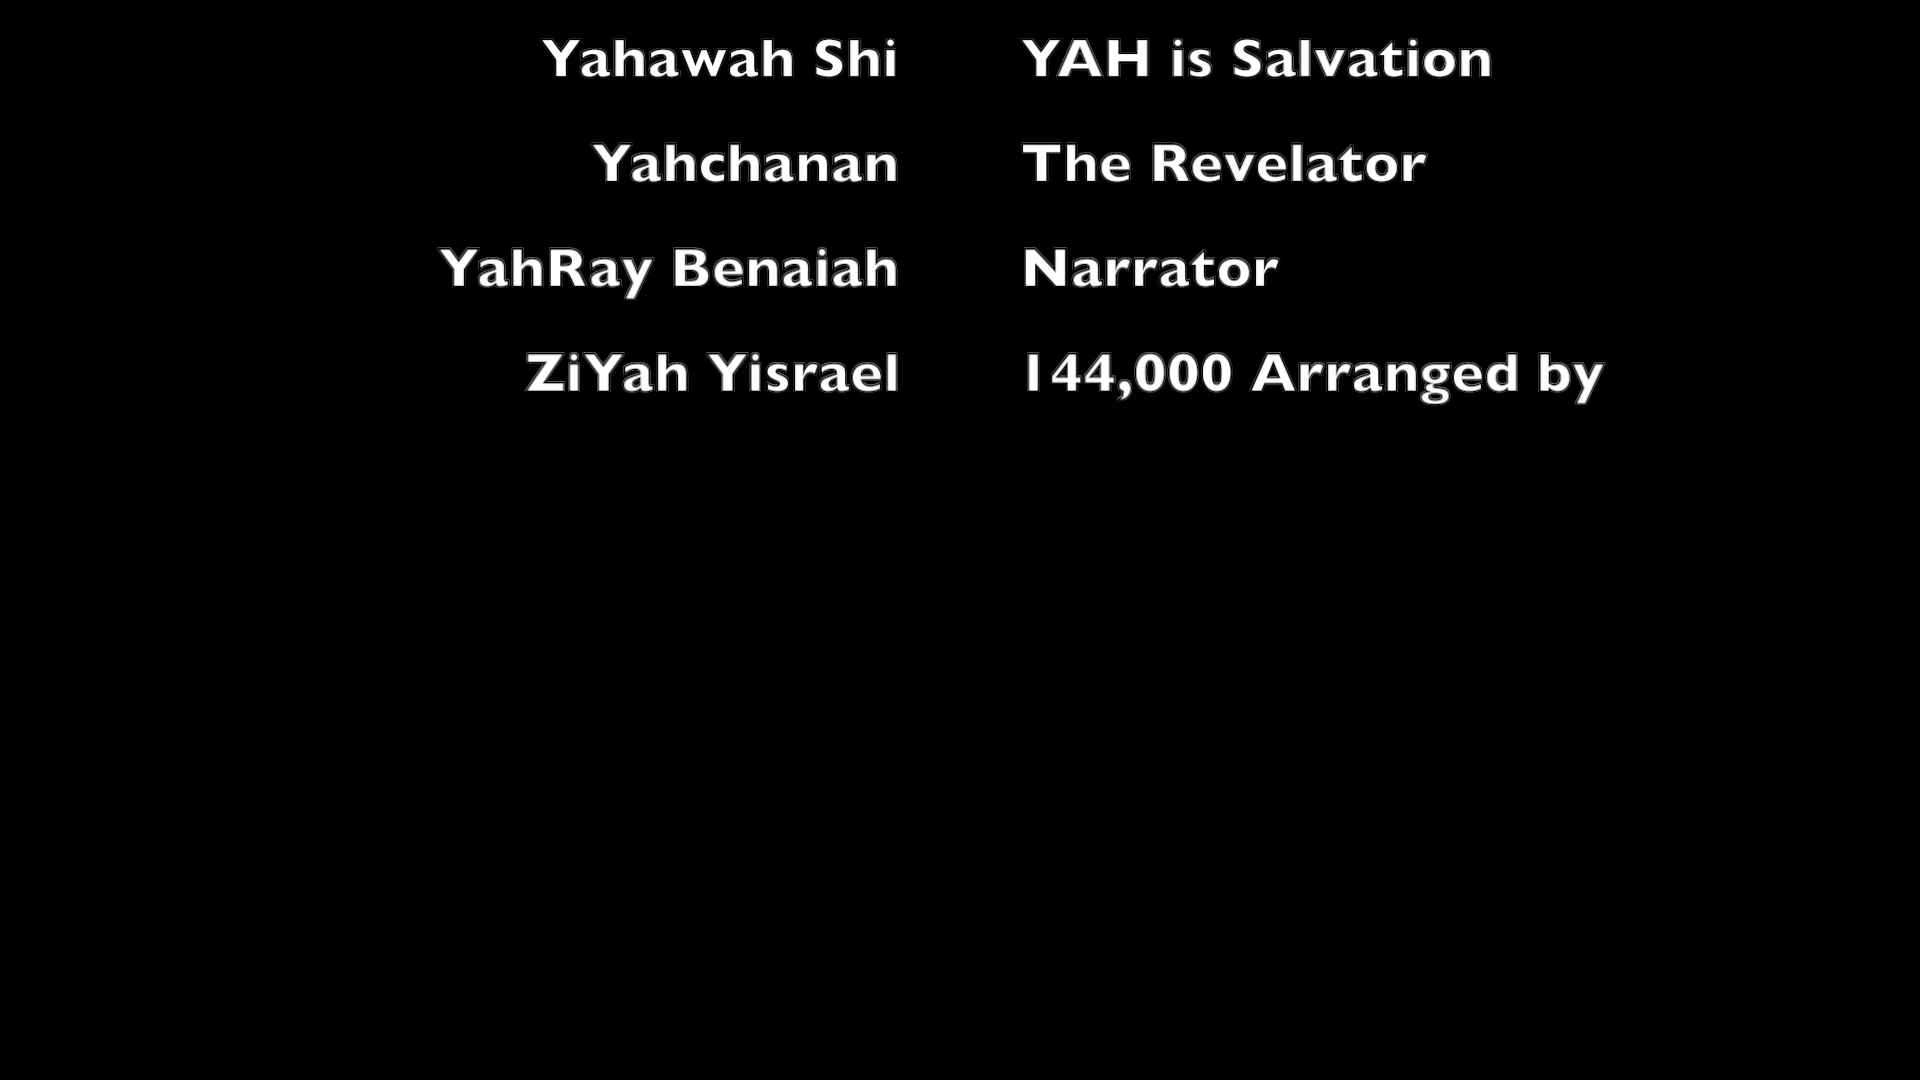 Yahawah Shi YAH is Salvation
Yahchanan The Revelator
YahRay Benaiah Narrator
ZiYah Yisrael 144,000 Arranged by